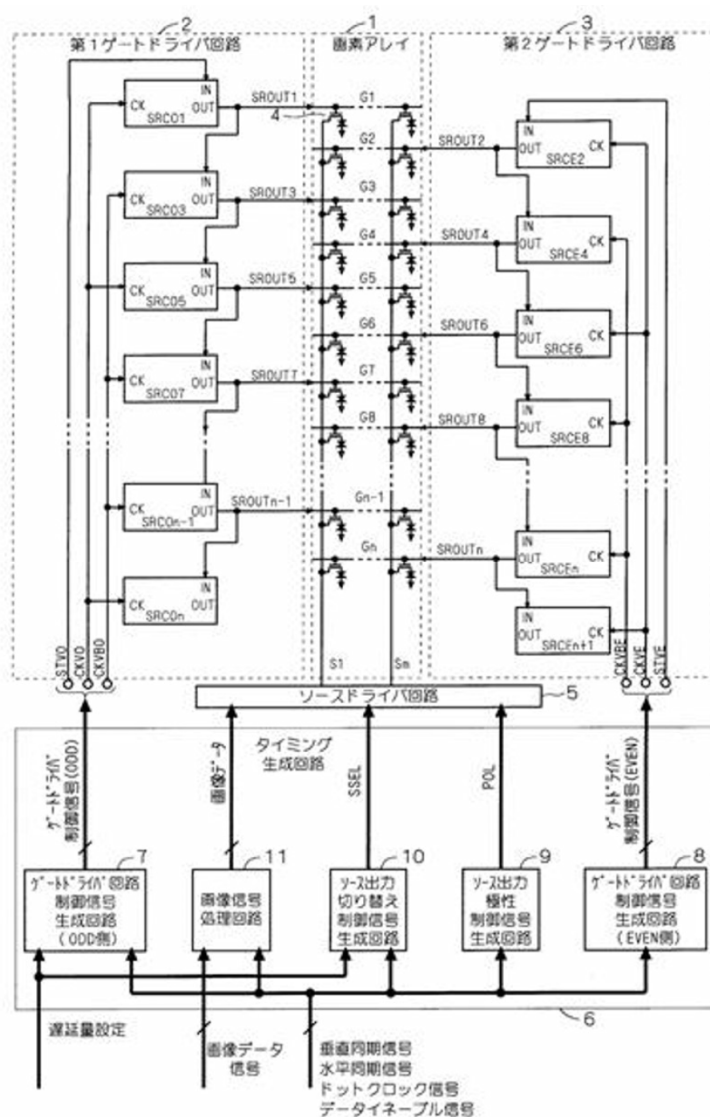 2
1
3
第1ゲートドライバ回路
画素アレイ
第2ゲートドライバ回路
IN
CK
OUT
SRCO1
SROUT1
4
G1
IN
CK
OUT
SRCE2
SROUT2
G2
IN
CK
OUT
SRCO3
SROUT3
G3
IN
CK
OUT
SRCE4
SROUT4
G4
IN
CK
OUT
SRCO5
SROUT5
G5
IN
CK
OUT
SRCE6
SROUT6
G6
IN
CK
OUT
SRCO7
SROUT7
G7
IN
CK
OUT
SRCE8
SROUT8
G8
IN
CK
OUT
SRCOn-1
SROUTn-1
Gn-1
IN
CK
OUT
SRCEn
SROUTn
Gn
IN
CK
OUT
SRCOn
IN
CK
OUT
SRCEn+1
STVO
CKVO
CKVBO
S1
Sm
CKVBE
CKVE
STVE
ソースドライバ回路
5
タイミング
生成回路
ゲートドライバ
制御信号(ODD)
画像データ
SSEL
POL
ゲートドライバ
制御信号(EVEN)
7
ゲートドライバ回路
制御信号
生成回路
(ODD側)
11
画像信号
処理回路
10
ソース出力
切り替え
制御信号
生成回路
9
ソース出力
極性
制御信号
生成回路
8
ゲートドライバ回路
制御信号
生成回路
(EVEN側)
6
遅延量設定
画像データ
信号
垂直同期信号
水平同期信号
ドットクロック信号
データイネーブル信号